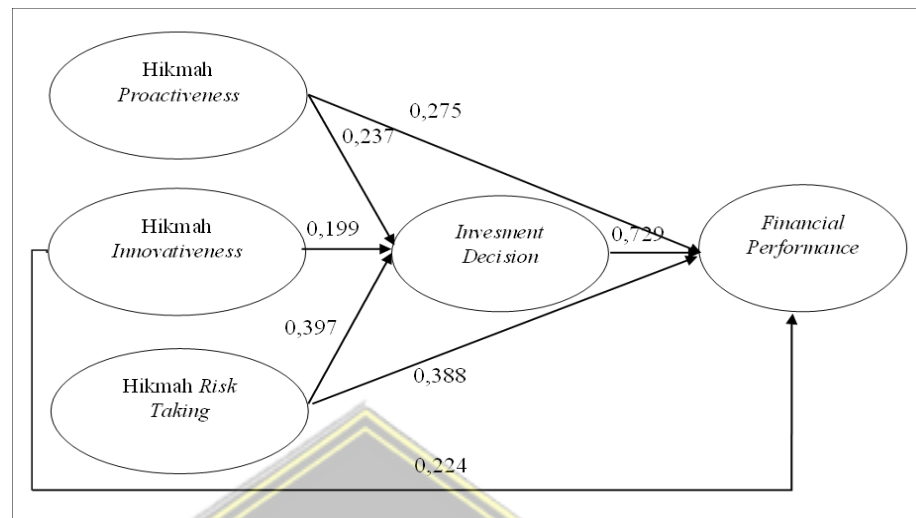 Hikmah
Proactiveness
0,275
0,237
Hikmah
Innovativeness
0,199
Invesment
Decision
0,729
Financial
Performance
0,397
Hikmah Risk
Taking
0,388
0,224